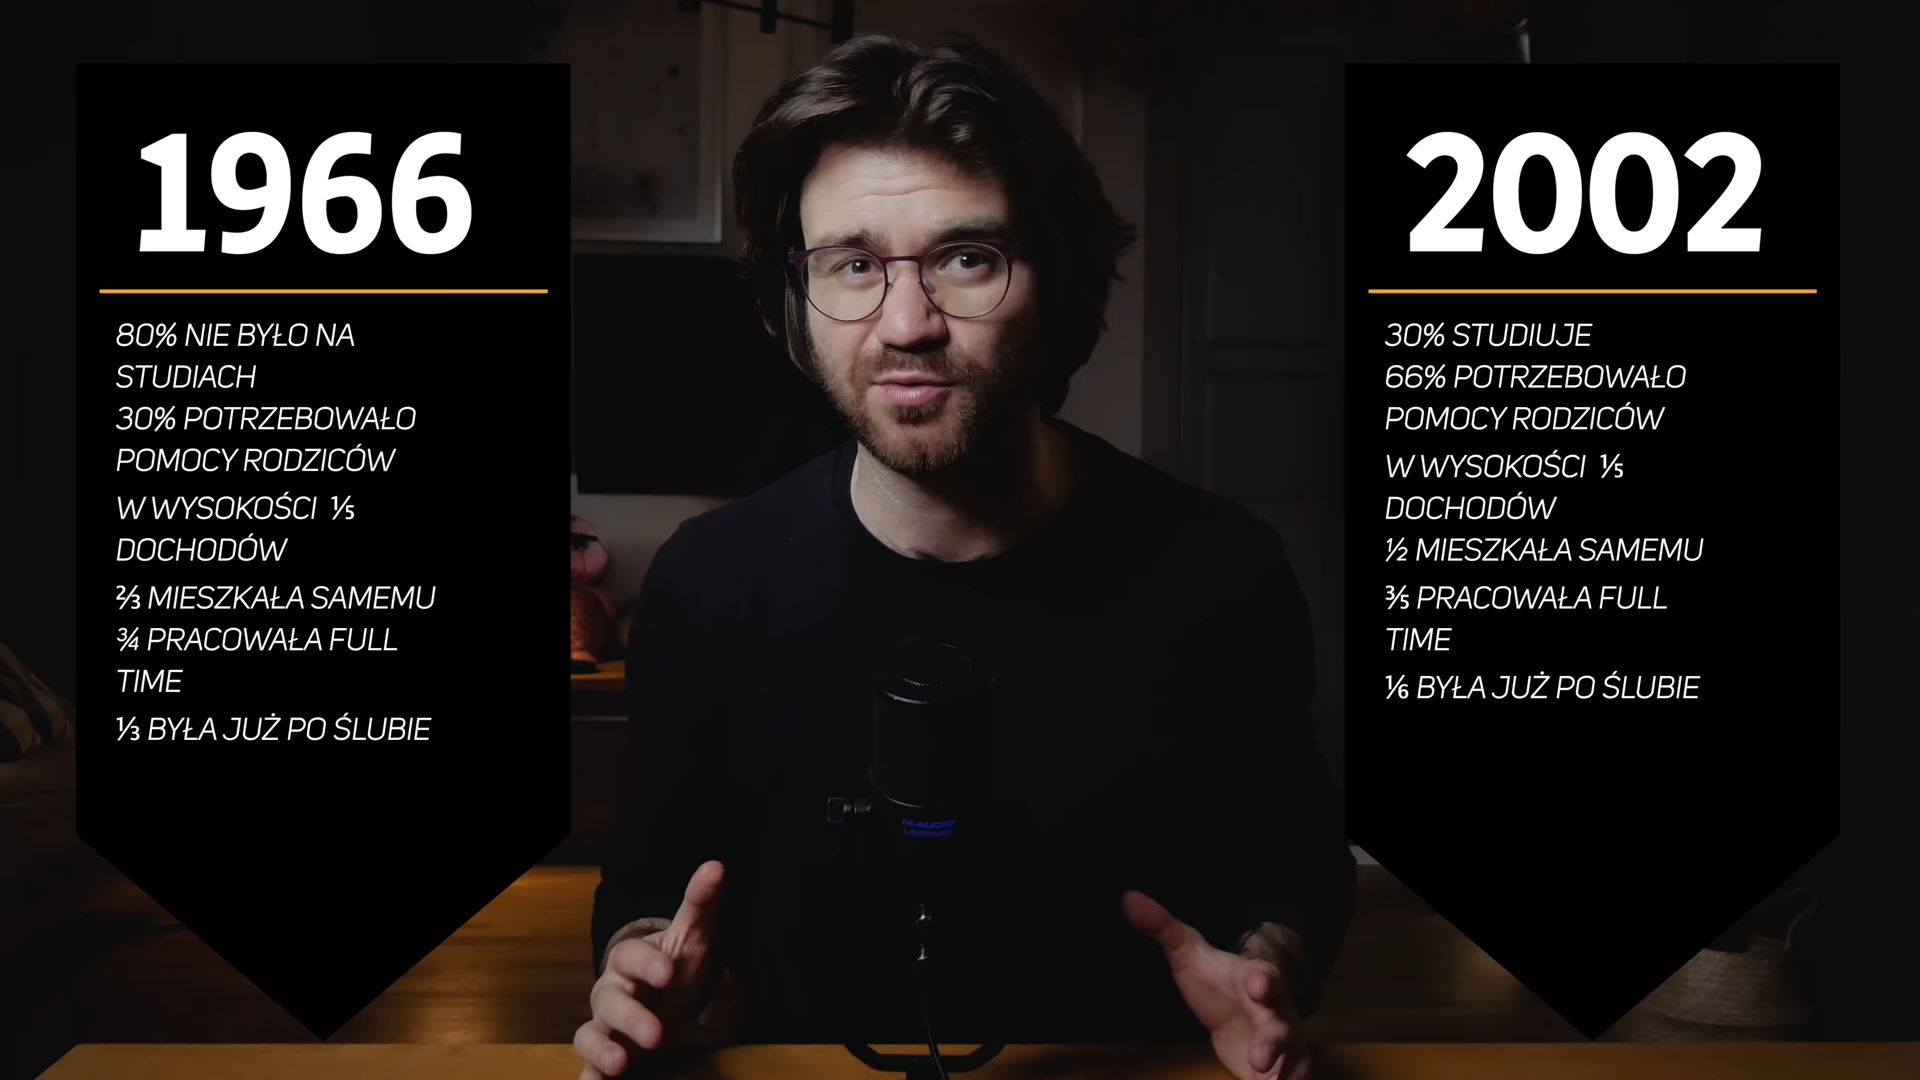 1966
80% NIE BYŁO NA
STUDIACH
30% POTRZEBOWAŁO
POMOCY RODZICÓW
W WYSOKOŚCI ⅕
DOCHODÓW
⅔ MIESZKAŁA SAMEMU
¾ PRACOWAŁA FULL
TIME
⅓ BYŁA JUŻ PO ŚLUBIE
2002
30% STUDIUJE
66% POTRZEBOWAŁO
POMOCY RODZICÓW
W WYSOKOŚCI ⅕
DOCHODÓW
½ MIESZKAŁA SAMEMU
⅗ PRACOWAŁA FULL
TIME
⅙ BYŁA JUŻ PO ŚLUBIE
M-AUDIO